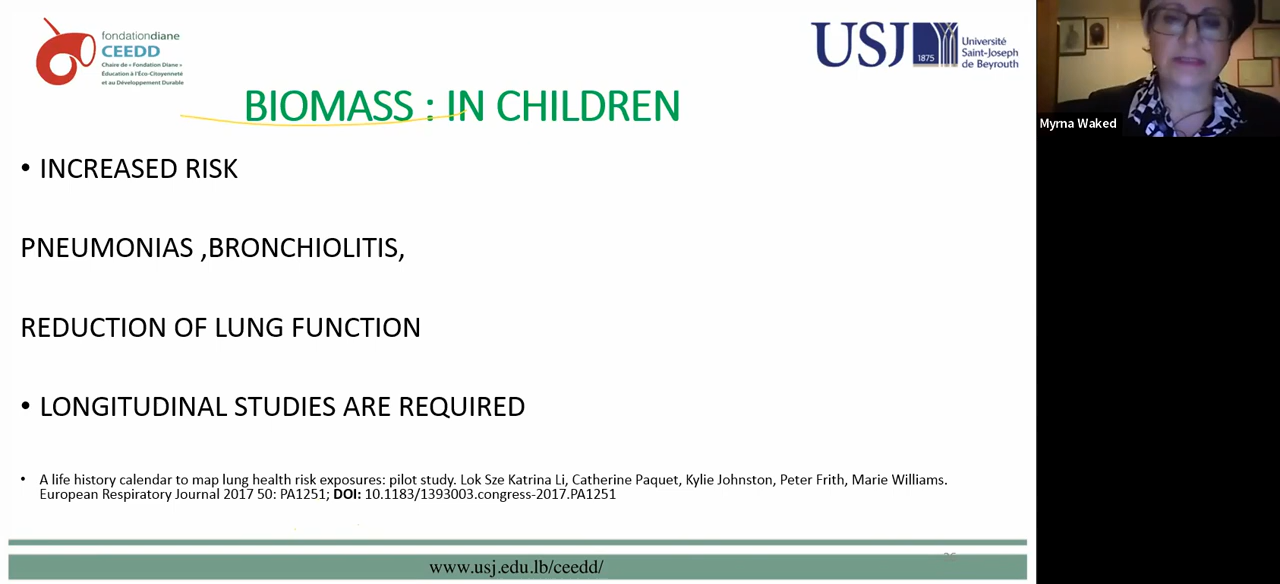 fondationdiane
CEEDD
Chaire de « Fondation Diane »
Éducation à l'Éco-Citoyenneté
et au Développement Durable
USJ
1875
Université
Saint-Joseph
de Beyrouth
Myrna Waked
BIOMASS : IN CHILDREN
• INCREASED RISK
PNEUMONIAS ,BRONCHIOLITIS,
REDUCTION OF LUNG FUNCTION
• LONGITUDINAL STUDIES ARE REQUIRED
• A life history calendar to map lung health risk exposures: pilot study. Lok Sze Katrina Li, Catherine Paquet, Kylie Johnston, Peter Frith, Marie Williams.
European Respiratory Journal 2017 50: PA1251; DOI: 10.1183/1393003.congress-2017.PA1251
www.usj.edu.lb/ceedd/